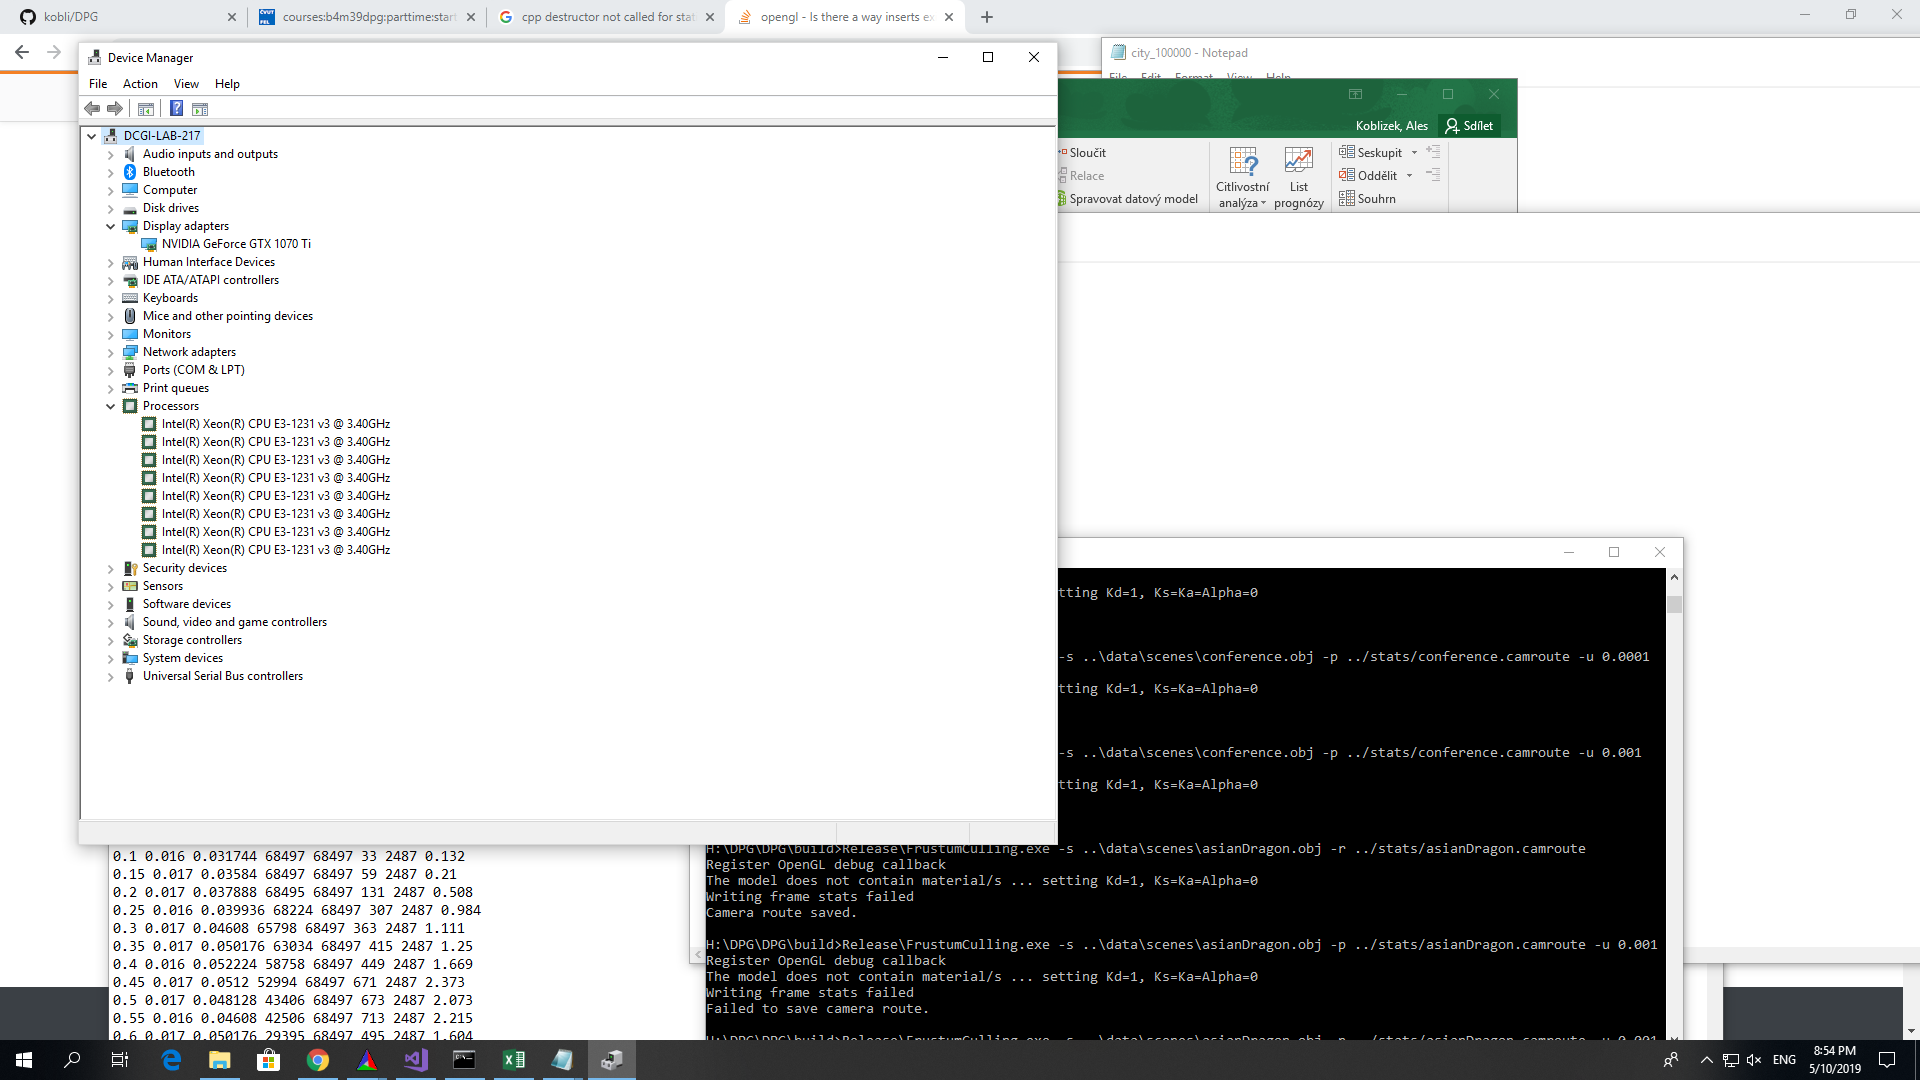 kobli/DPG
courses:b4m39dpg:parttime:start
cpp destructor not called for stat
opengl - Is there a way inserts ex
Device Manager
File Action View Help
DCGI-LAB-217
Audio inputs and outputs
Bluetooth
Computer
Disk drives
Display adapters
NVIDIA GeForce GTX 1070 Ti
Human Interface Devices
IDE ATA/ATAPI controllers
Keyboards
Mice and other pointing devices
Monitors
Network adapters
Ports (COM & LPT)
Print queues
Processors
Intel(R) Xeon(R) CPU E3-1231 v3 @ 3.40GHz
Intel(R) Xeon(R) CPU E3-1231 v3 @ 3.40GHz
Intel(R) Xeon(R) CPU E3-1231 v3 @ 3.40GHz
Intel(R) Xeon(R) CPU E3-1231 v3 @ 3.40GHz
Intel(R) Xeon(R) CPU E3-1231 v3 @ 3.40GHz
Intel(R) Xeon(R) CPU E3-1231 v3 @ 3.40GHz
Intel(R) Xeon(R) CPU E3-1231 v3 @ 3.40GHz
Intel(R) Xeon(R) CPU E3-1231 v3 @ 3.40GHz
Security devices
Sensors
Software devices
Sound, video and game controllers
Storage controllers
System devices
Universal Serial Bus controllers
city_100000 - Notepad
File Edit Format View Help
Koblizek, Ales
Sdílet
Sloučit
Relace
Spravovat datový model
Citlivostní
analýza
List
prognózy
Seskupit
Oddělit
Souhrn
tting Kd=1, Ks=Ka=Alpha=0
-s ..\data\scenes\conference.obj -p ../stats/conference.camroute -u 0.0001
tting Kd=1, Ks=Ka=Alpha=0
-s ..\data\scenes\conference.obj -p ../stats/conference.camroute -u 0.001
tting Kd=1, Ks=Ka=Alpha=0
H:\DPG\DPG\build>Release\FrustumCulling.exe -s ..\data\scenes\asianDragon.obj -r ../stats/asianDragon.camroute
Register OpenGL debug callback
The model does not contain material/s ... setting Kd=1, Ks=Ka=Alpha=0
Writing frame stats failed
Camera route saved.
H:\DPG\DPG\build>Release\FrustumCulling.exe -s ..\data\scenes\asianDragon.obj -p ../stats/asianDragon.camroute -u 0.001
Register OpenGL debug callback
The model does not contain material/s ... setting Kd=1, Ks=Ka=Alpha=0
Writing frame stats failed
Failed to save camera route.
H:\DPG\DPG\build>Release\FrustumCulling.exe -s ..\data\scenes\asianDragon.obj -p ../stats/asianDragon.camroute -u 0.001
0.1 0.016 0.031744 68497 68497 33 2487 0.132
0.15 0.017 0.03584 68497 68497 59 2487 0.21
0.2 0.017 0.037888 68495 68497 131 2487 0.508
0.25 0.016 0.039936 68224 68497 307 2487 0.984
0.3 0.017 0.04608 65798 68497 363 2487 1.111
0.35 0.017 0.050176 63034 68497 415 2487 1.25
0.4 0.016 0.052224 58758 68497 449 2487 1.669
0.45 0.017 0.0512 52994 68497 671 2487 2.373
0.5 0.017 0.048128 43406 68497 673 2487 2.073
0.55 0.016 0.04608 42506 68497 713 2487 2.215
0.6 0.017 0.050176 29395 68497 495 2487 1.604
ENG
8:54 PM
5/10/2019